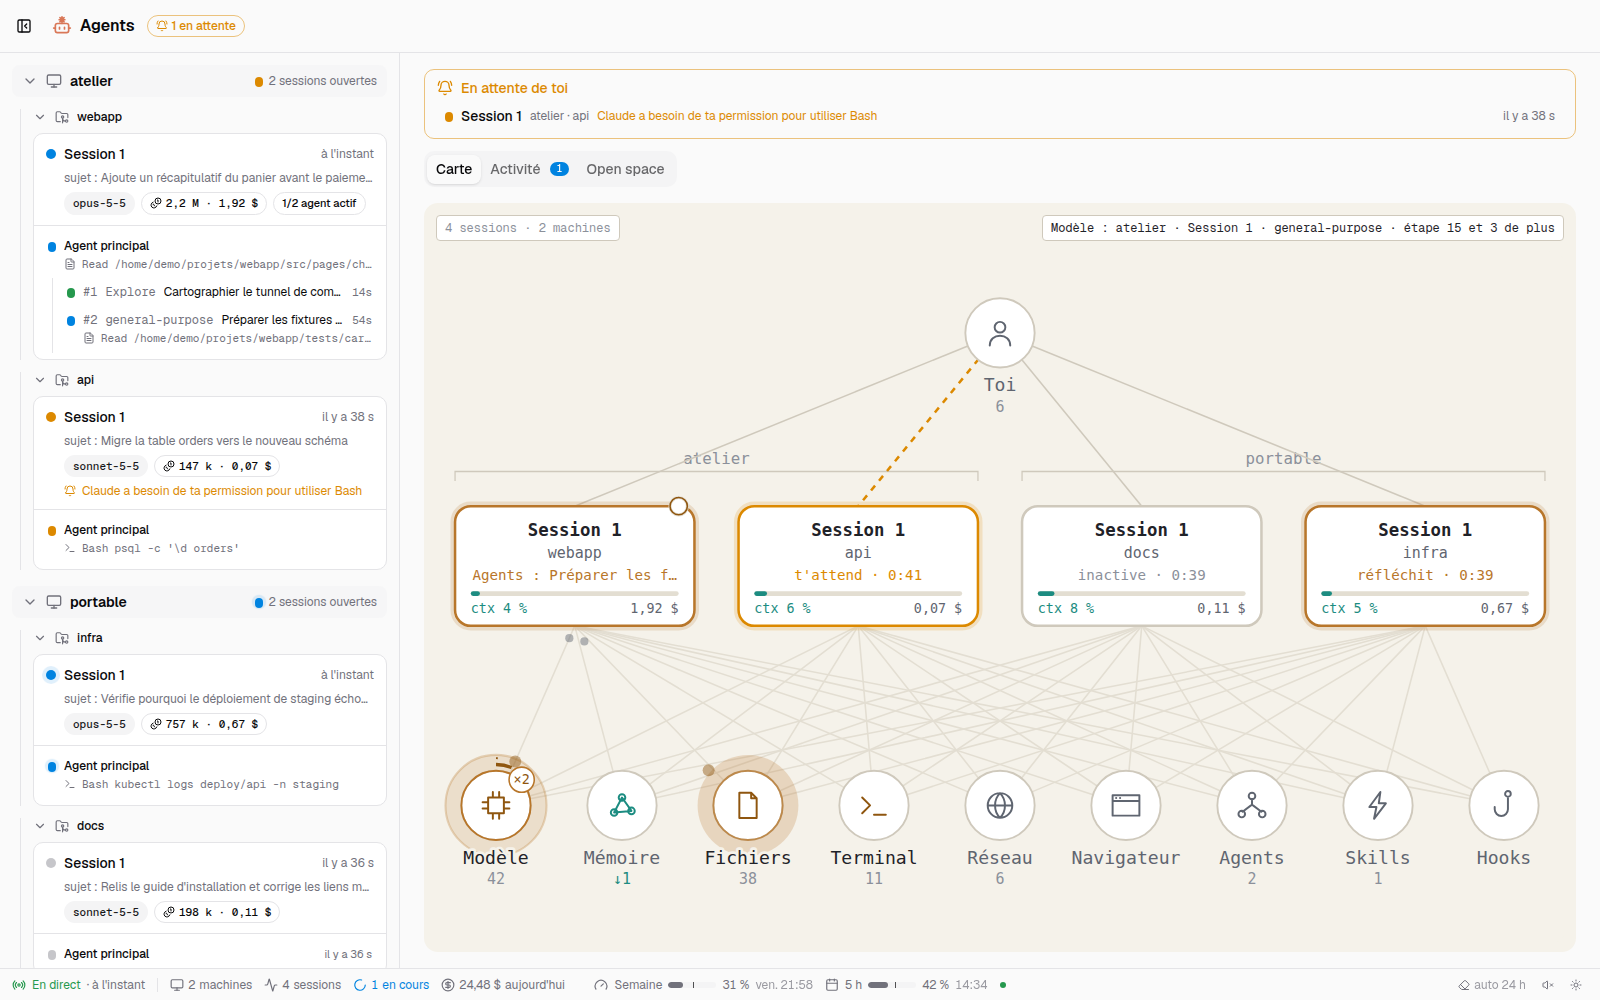 Agents
1 en attente
atelier
2 sessions ouvertes
webapp
Session 1
à l'instant
sujet : Ajoute un récapitulatif du panier avant le paieme…
opus-5-5
2,2 M · 1,92 $
1/2 agent actif
Agent principal
Read /home/demo/projets/webapp/src/pages/ch…
#1 Explore Cartographier le tunnel de com… 14s
#2 general-purpose Préparer les fixtures … 54s
Read /home/demo/projets/webapp/tests/car…
api
Session 1
il y a 38 s
sujet : Migre la table orders vers le nouveau schéma
sonnet-5-5
147 k · 0,07 $
Claude a besoin de ta permission pour utiliser Bash
Agent principal
Bash psql -c '\d orders'
portable
2 sessions ouvertes
infra
Session 1
à l'instant
sujet : Vérifie pourquoi le déploiement de staging écho…
opus-5-5
757 k · 0,67 $
Agent principal
Bash kubectl logs deploy/api -n staging
docs
Session 1
il y a 36 s
sujet : Relis le guide d'installation et corrige les liens m…
sonnet-5-5
198 k · 0,11 $
Agent principal
il y a 36 s
En attente de toi
Session 1 atelier · api Claude a besoin de ta permission pour utiliser Bash
il y a 38 s
Carte
Activité 1
Open space
4 sessions · 2 machines
Modèle : atelier · Session 1 · general-purpose · étape 15 et 3 de plus
Toi
6
atelier
portable
Session 1
webapp
Agents : Préparer les f…
ctx 4 %
1,92 $
Session 1
api
t'attend · 0:41
ctx 6 %
0,07 $
Session 1
docs
inactive · 0:39
ctx 8 %
0,11 $
Session 1
infra
réfléchit · 0:39
ctx 5 %
0,67 $
×2
Modèle
42
Mémoire
↓1
Fichiers
38
Terminal
11
Réseau
6
Navigateur
Agents
2
Skills
1
Hooks
En direct · à l'instant
2 machines
4 sessions
1 en cours
24,48 $ aujourd'hui
Semaine 31 % ven. 21:58
5 h 42 % 14:34
auto 24 h